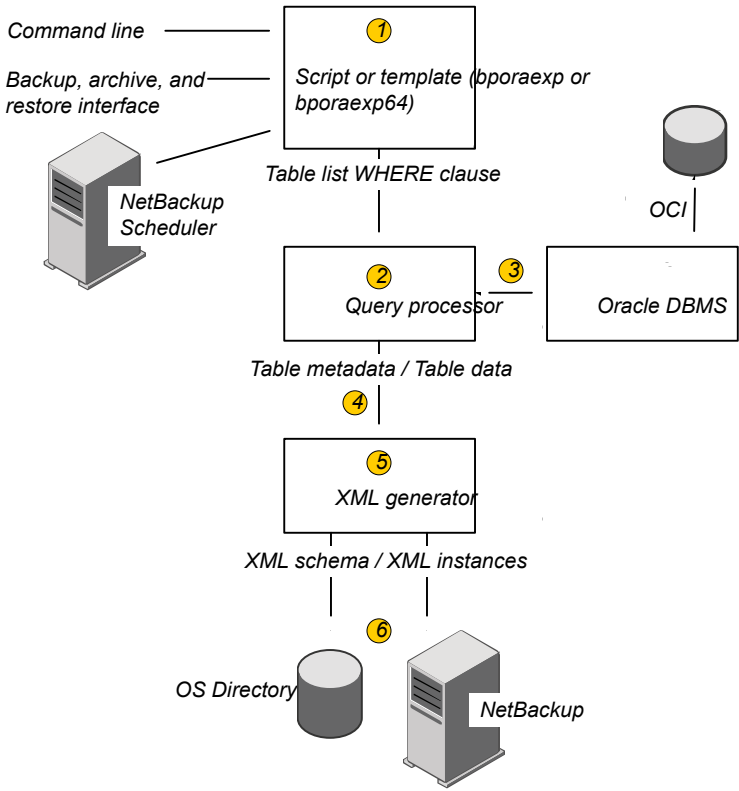 Command line
1
Backup, archive, and
restore interface
Script or template (bporaexp or
bporaexp64)
NetBackup
Scheduler
Table list WHERE clause
OCI
2
Query processor
3
Oracle DBMS
Table metadata / Table data
4
5
XML generator
XML schema / XML instances
6
OS Directory
NetBackup